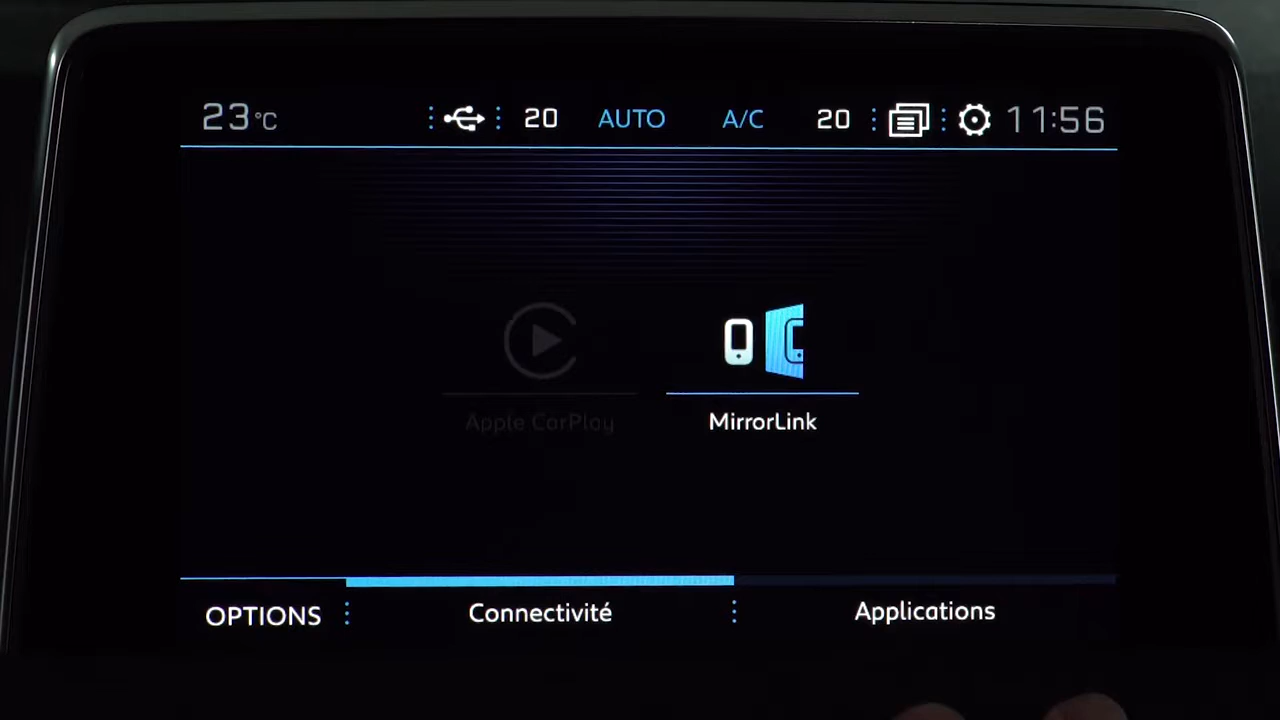 23°C 20 AUTO A/C 20 11:56
Apple CarPlay MirrorLink
OPTIONS Connectivité Applications